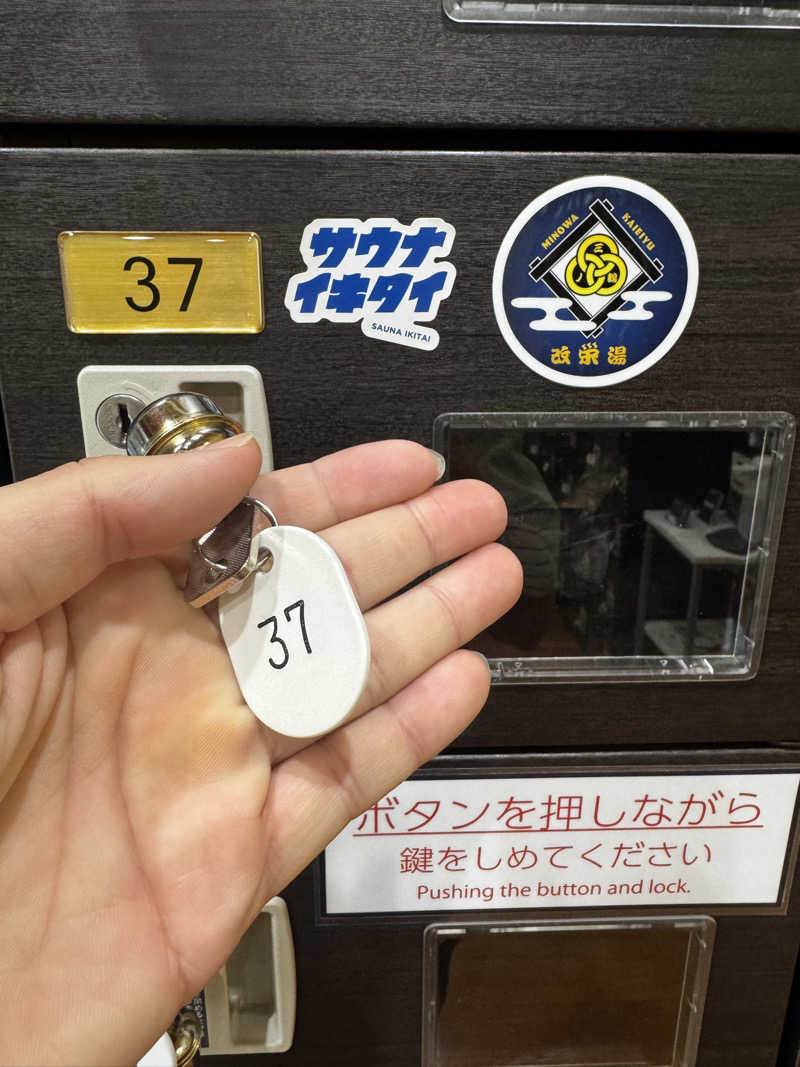 37
サウナ
イキタイ
SAUNA IKITAI
MINOWA KAIEIYU
三
改栄湯
37
ボタンを押しながら
鍵をしめてください
Pushing the button and lock.